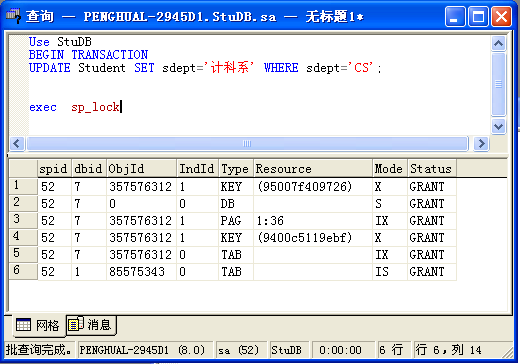 查询 — PENGHUAL-2945D1.StuDB.sa — 无标题1*
Use StuDB
BEGIN TRANSACTION
UPDATE Student SET sdept='计科系' WHERE sdept='CS';
exec  sp_lock
spid dbid ObjId IndId Type Resource Mode Status
1 52 7 357576312 1 KEY (95007f409726) X GRANT
2 52 7 0 0 DB S GRANT
3 52 7 357576312 1 PAG 1:36 IX GRANT
4 52 7 357576312 1 KEY (9400c5119ebf) X GRANT
5 52 7 357576312 0 TAB IX GRANT
6 52 1 85575343 0 TAB IS GRANT
网格 消息
批查询完成。 PENGHUAL-2945D1 (8.0) sa (52) StuDB 0:00:00 6 行 行 6，列 14